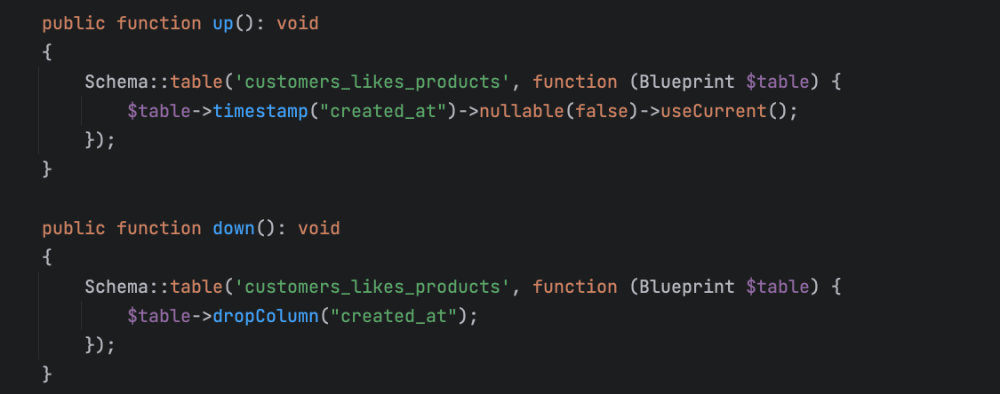 public function up(): void
{
    Schema::table('customers_likes_products', function (Blueprint $table) {
        $table->timestamp("created_at")->nullable(false)->useCurrent();
    });
}

public function down(): void
{
    Schema::table('customers_likes_products', function (Blueprint $table) {
        $table->dropColumn("created_at");
    });
}